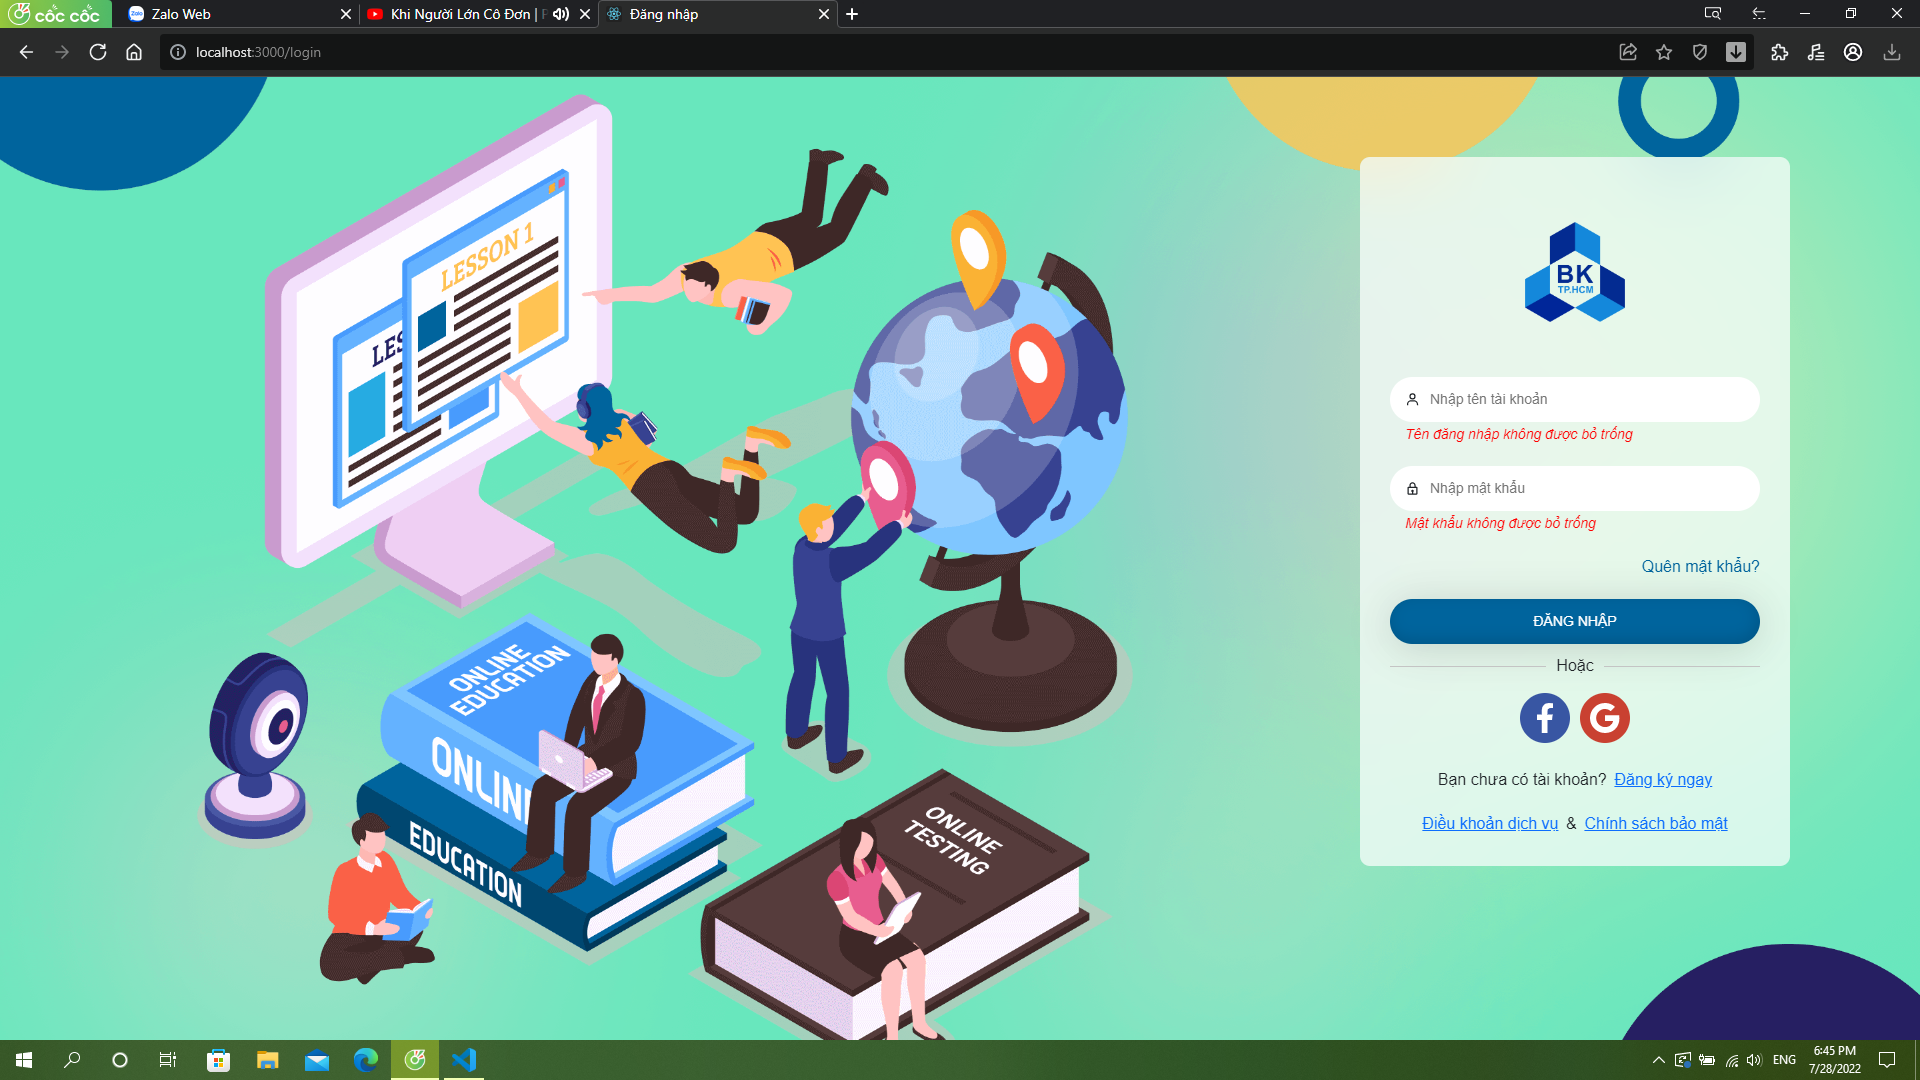 cốc cốc
Zalo Web
Khi Người Lớn Cô Đơn |
Đăng nhập
localhost:3000/login
LESSON 1
LES
ONLINE
EDUCATION
ONLIN
EDUCATION
ONLINE
TESTING
BK
TP.HCM
Nhập tên tài khoản
Tên đăng nhập không được bỏ trống
Nhập mật khẩu
Mật khẩu không được bỏ trống
Quên mật khẩu?
ĐĂNG NHẬP
Hoặc
Bạn chưa có tài khoản? Đăng ký ngay
Điều khoản dịch vụ & Chính sách bảo mật
ENG
6:45 PM
7/28/2022